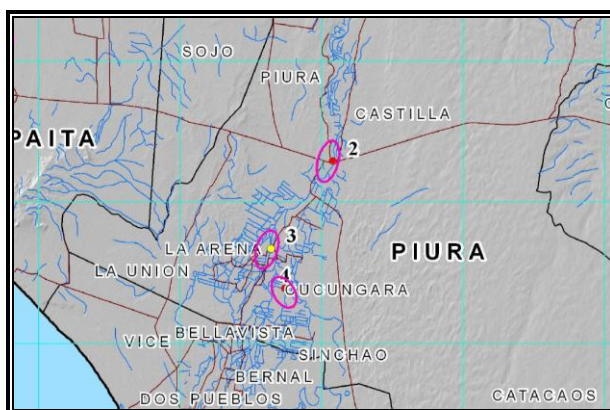 SOJO
PIURA
CASTILLA
PAITA
2
3
LA ARENA
PIURA
LA UNION
4
CUCUNGARA
BELLAVISTA
VICE
SINCHAO
BERNAL
DOS PUEBLOS
CATACAOS